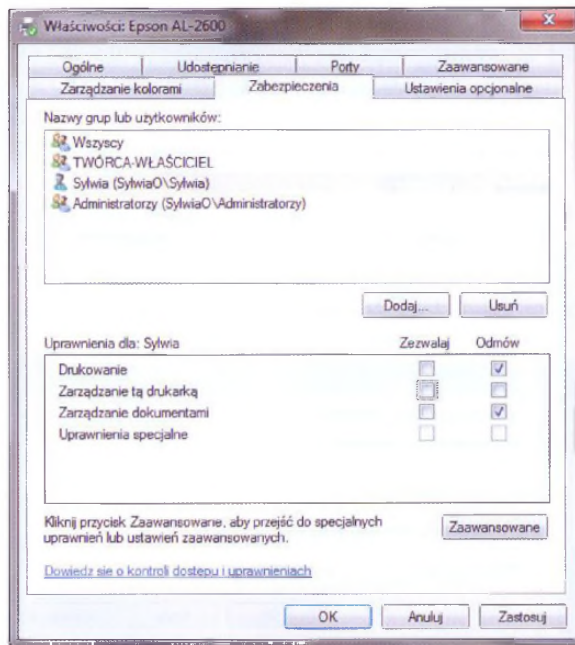 Właściwości: Epson AL-2600
Ogólne Udostępnianie Porty Zaawansowane
Zarządzanie kolorami Zabezpieczenia Ustawienia opcjonalne
Nazwy grup lub użytkowników:
Wszyscy
TWÓRCA-WŁAŚCICIEL
Sylwia (SylwiaO\Sylwia)
Administratorzy (SylwiaO\Administratorzy)
Dodaj... Usuń
Uprawnienia dla: Sylwia Zezwalaj Odmów
Drukowanie
Zarządzanie tą drukarką
Zarządzanie dokumentami
Uprawnienia specjalne
Kliknij przycisk Zaawansowane, aby przejść do specjalnych
uprawnień lub ustawień zaawansowanych.
Zaawansowane
Dowiedz się o kontroli dostępu i uprawnieniach
OK Anuluj Zastosuj